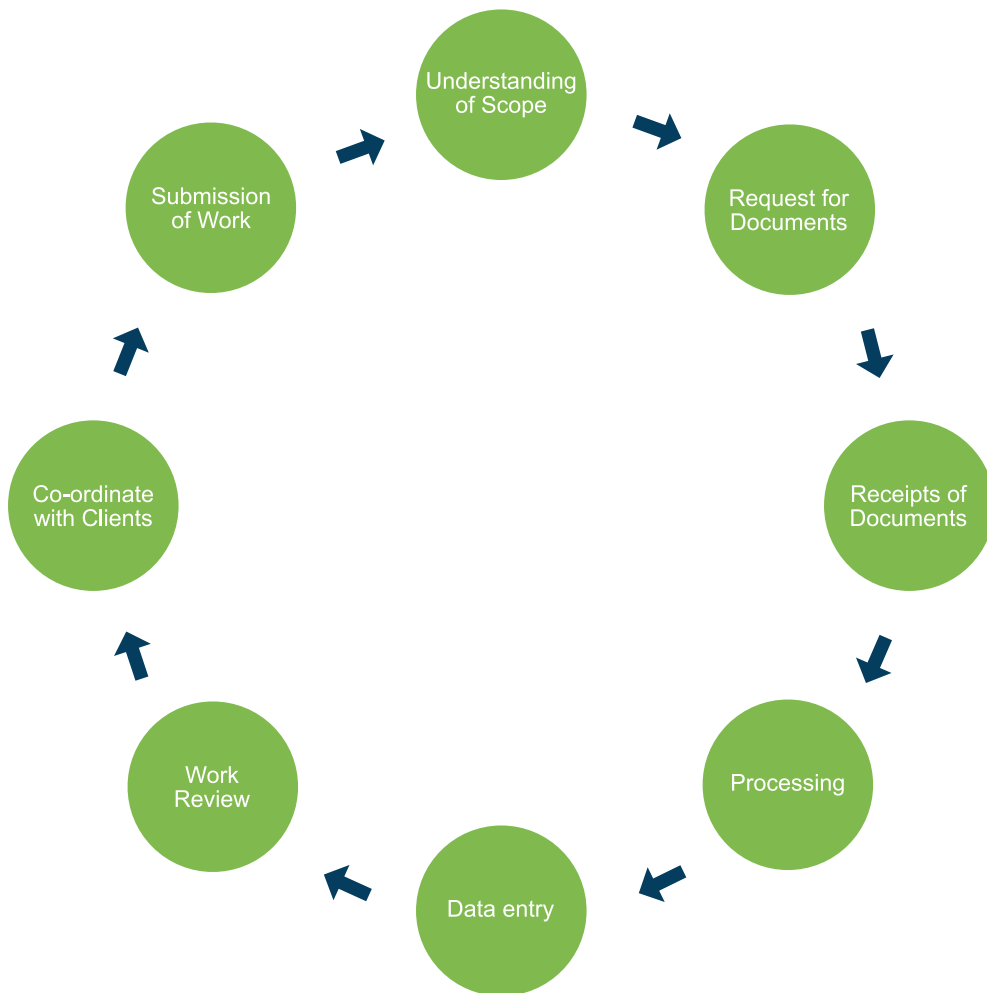 Understanding
of Scope
Request for
Documents
Receipts of
Documents
Processing
Data entry
Work
Review
Co-ordinate
with Clients
Submission
of Work